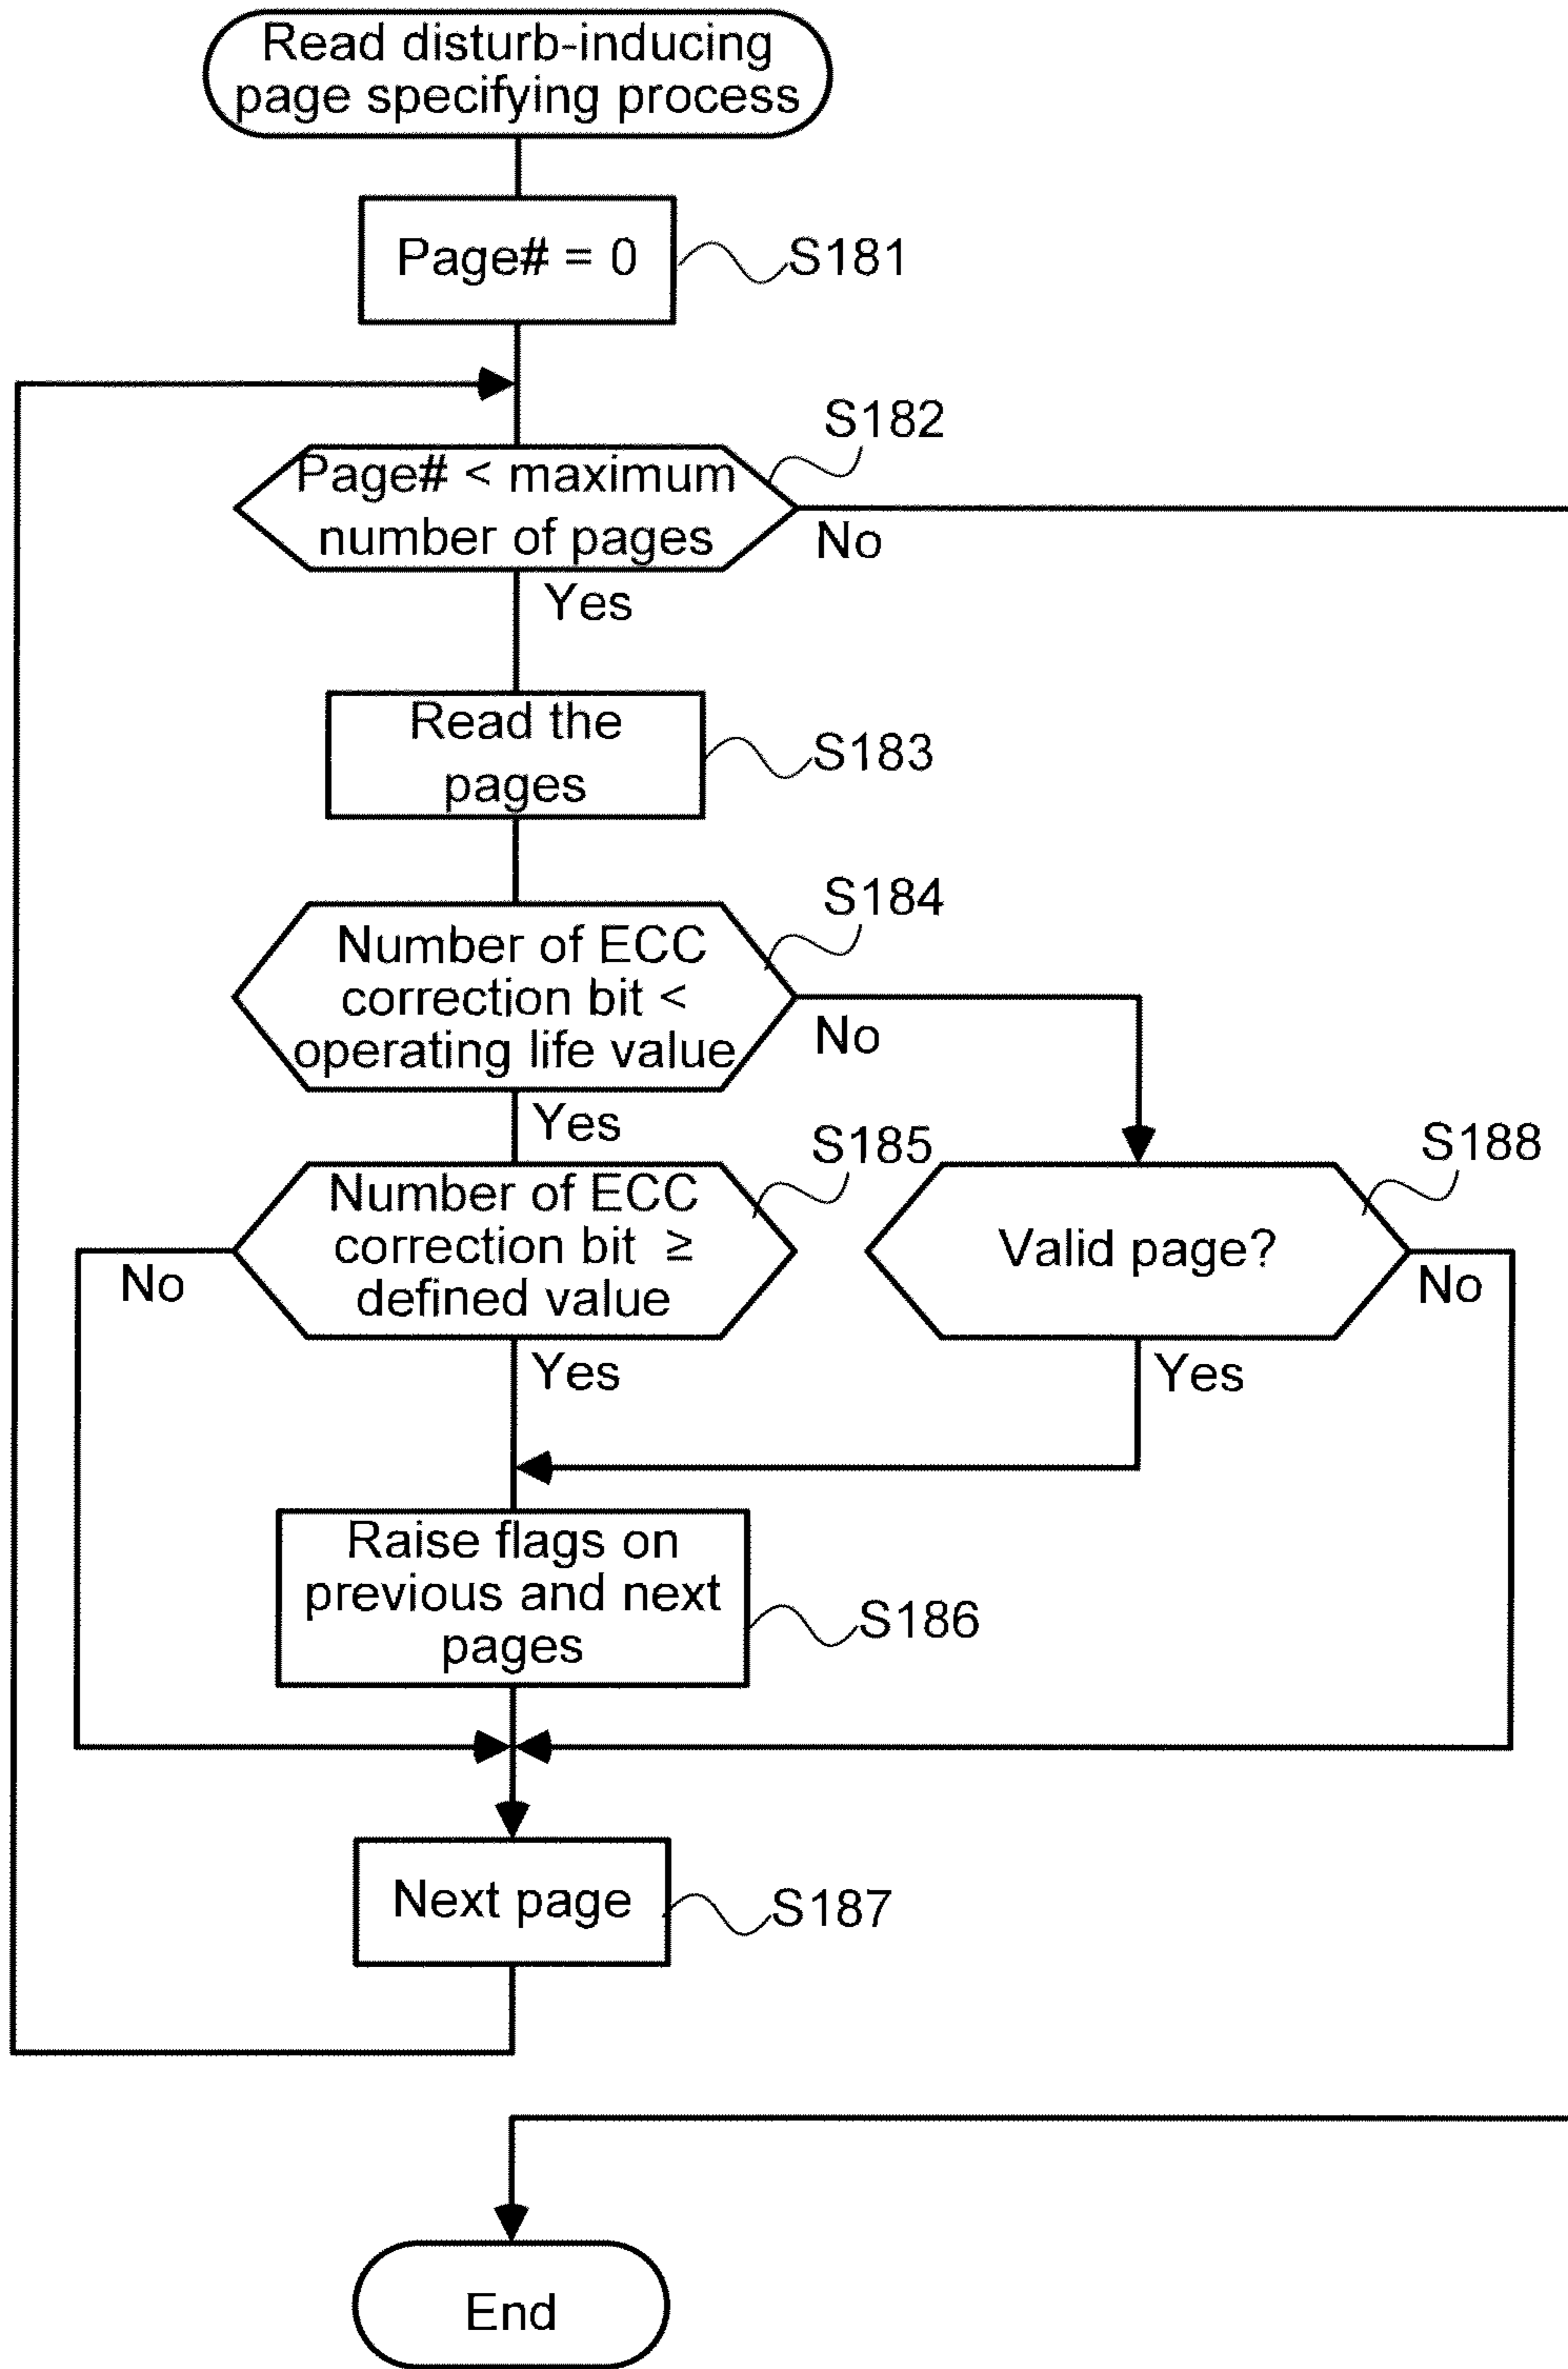 Read disturb-inducing
page specifying process
Page# = 0
S181
S182
Page# < maximum
number of pages
No
Yes
Read the
pages
S183
S184
Number of ECC
correction bit <
operating life value
No
Yes
S185
Number of ECC
correction bit ≥
defined value
No
Yes
S188
Valid page?
No
Yes
Raise flags on
previous and next
pages
S186
Next page
S187
End